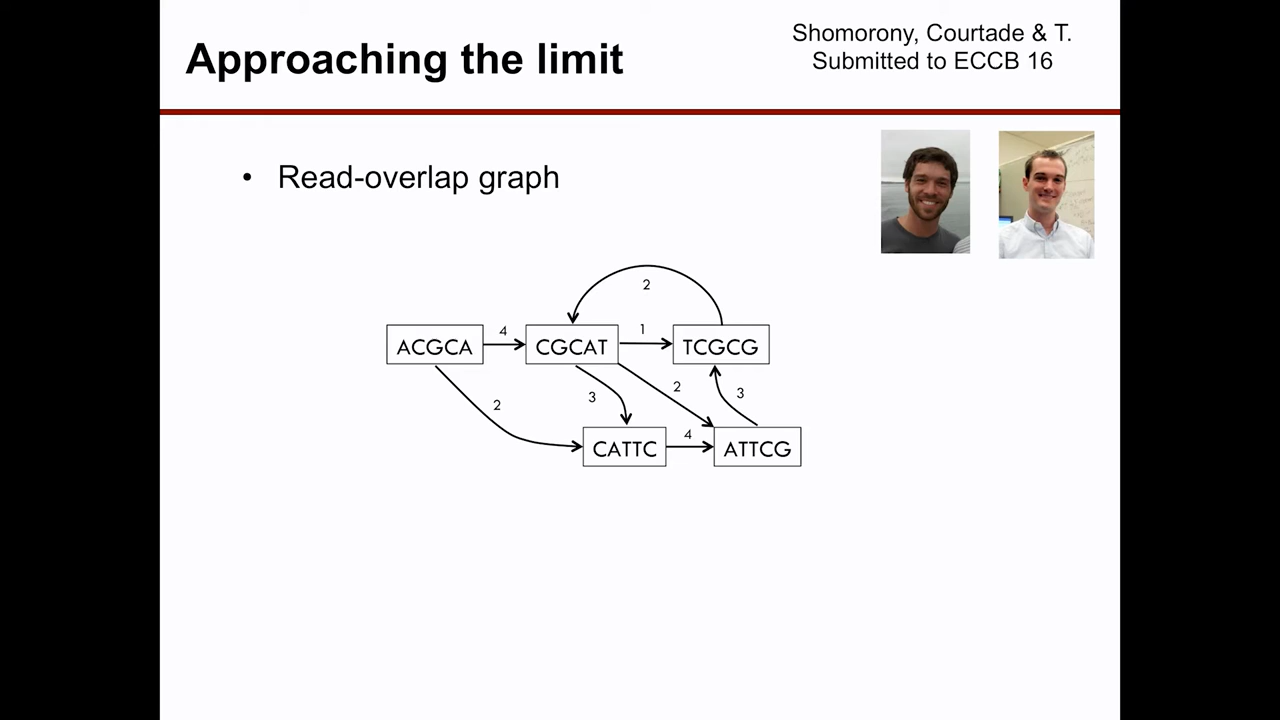 Approaching the limit
Shomorony, Courtade & T.
Submitted to ECCB 16
• Read-overlap graph
2
ACGCA
4
CGCAT
1
TCGCG
2
3
2
3
CATTC
4
ATTCG